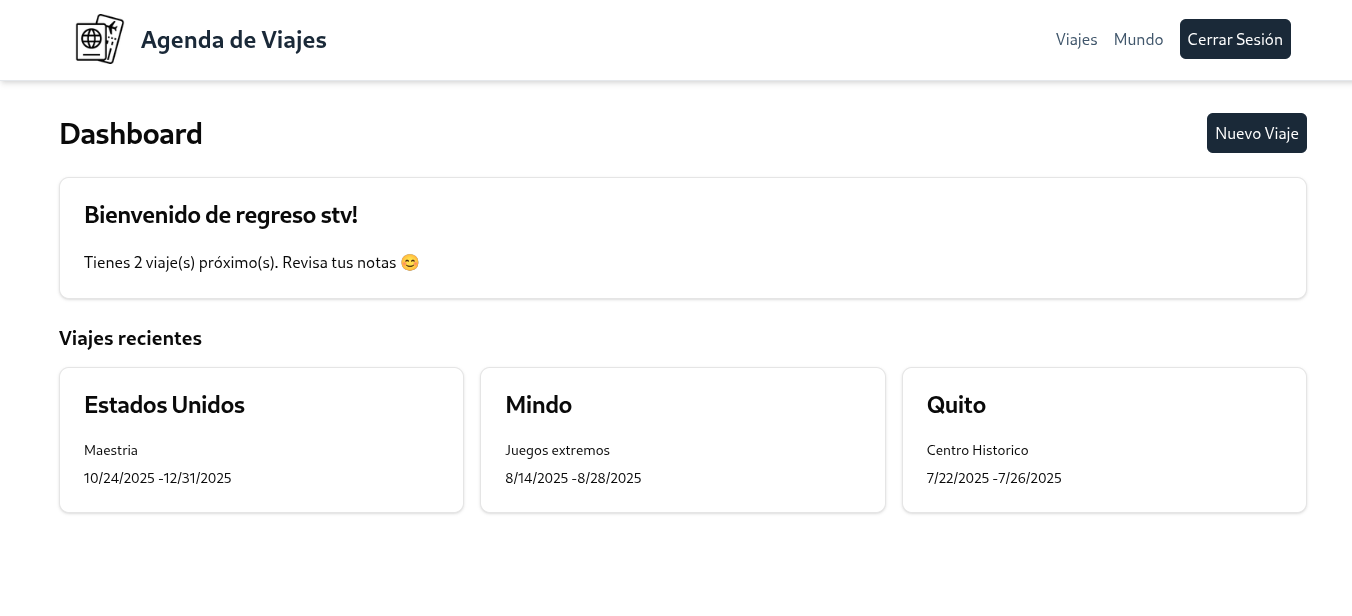 Agenda de Viajes
Viajes
Mundo
Cerrar Sesión
Dashboard
Nuevo Viaje
Bienvenido de regreso stv!
Tienes 2 viaje(s) próximo(s). Revisa tus notas 😊
Viajes recientes
Estados Unidos
Maestria
10/24/2025 -12/31/2025
Mindo
Juegos extremos
8/14/2025 -8/28/2025
Quito
Centro Historico
7/22/2025 -7/26/2025